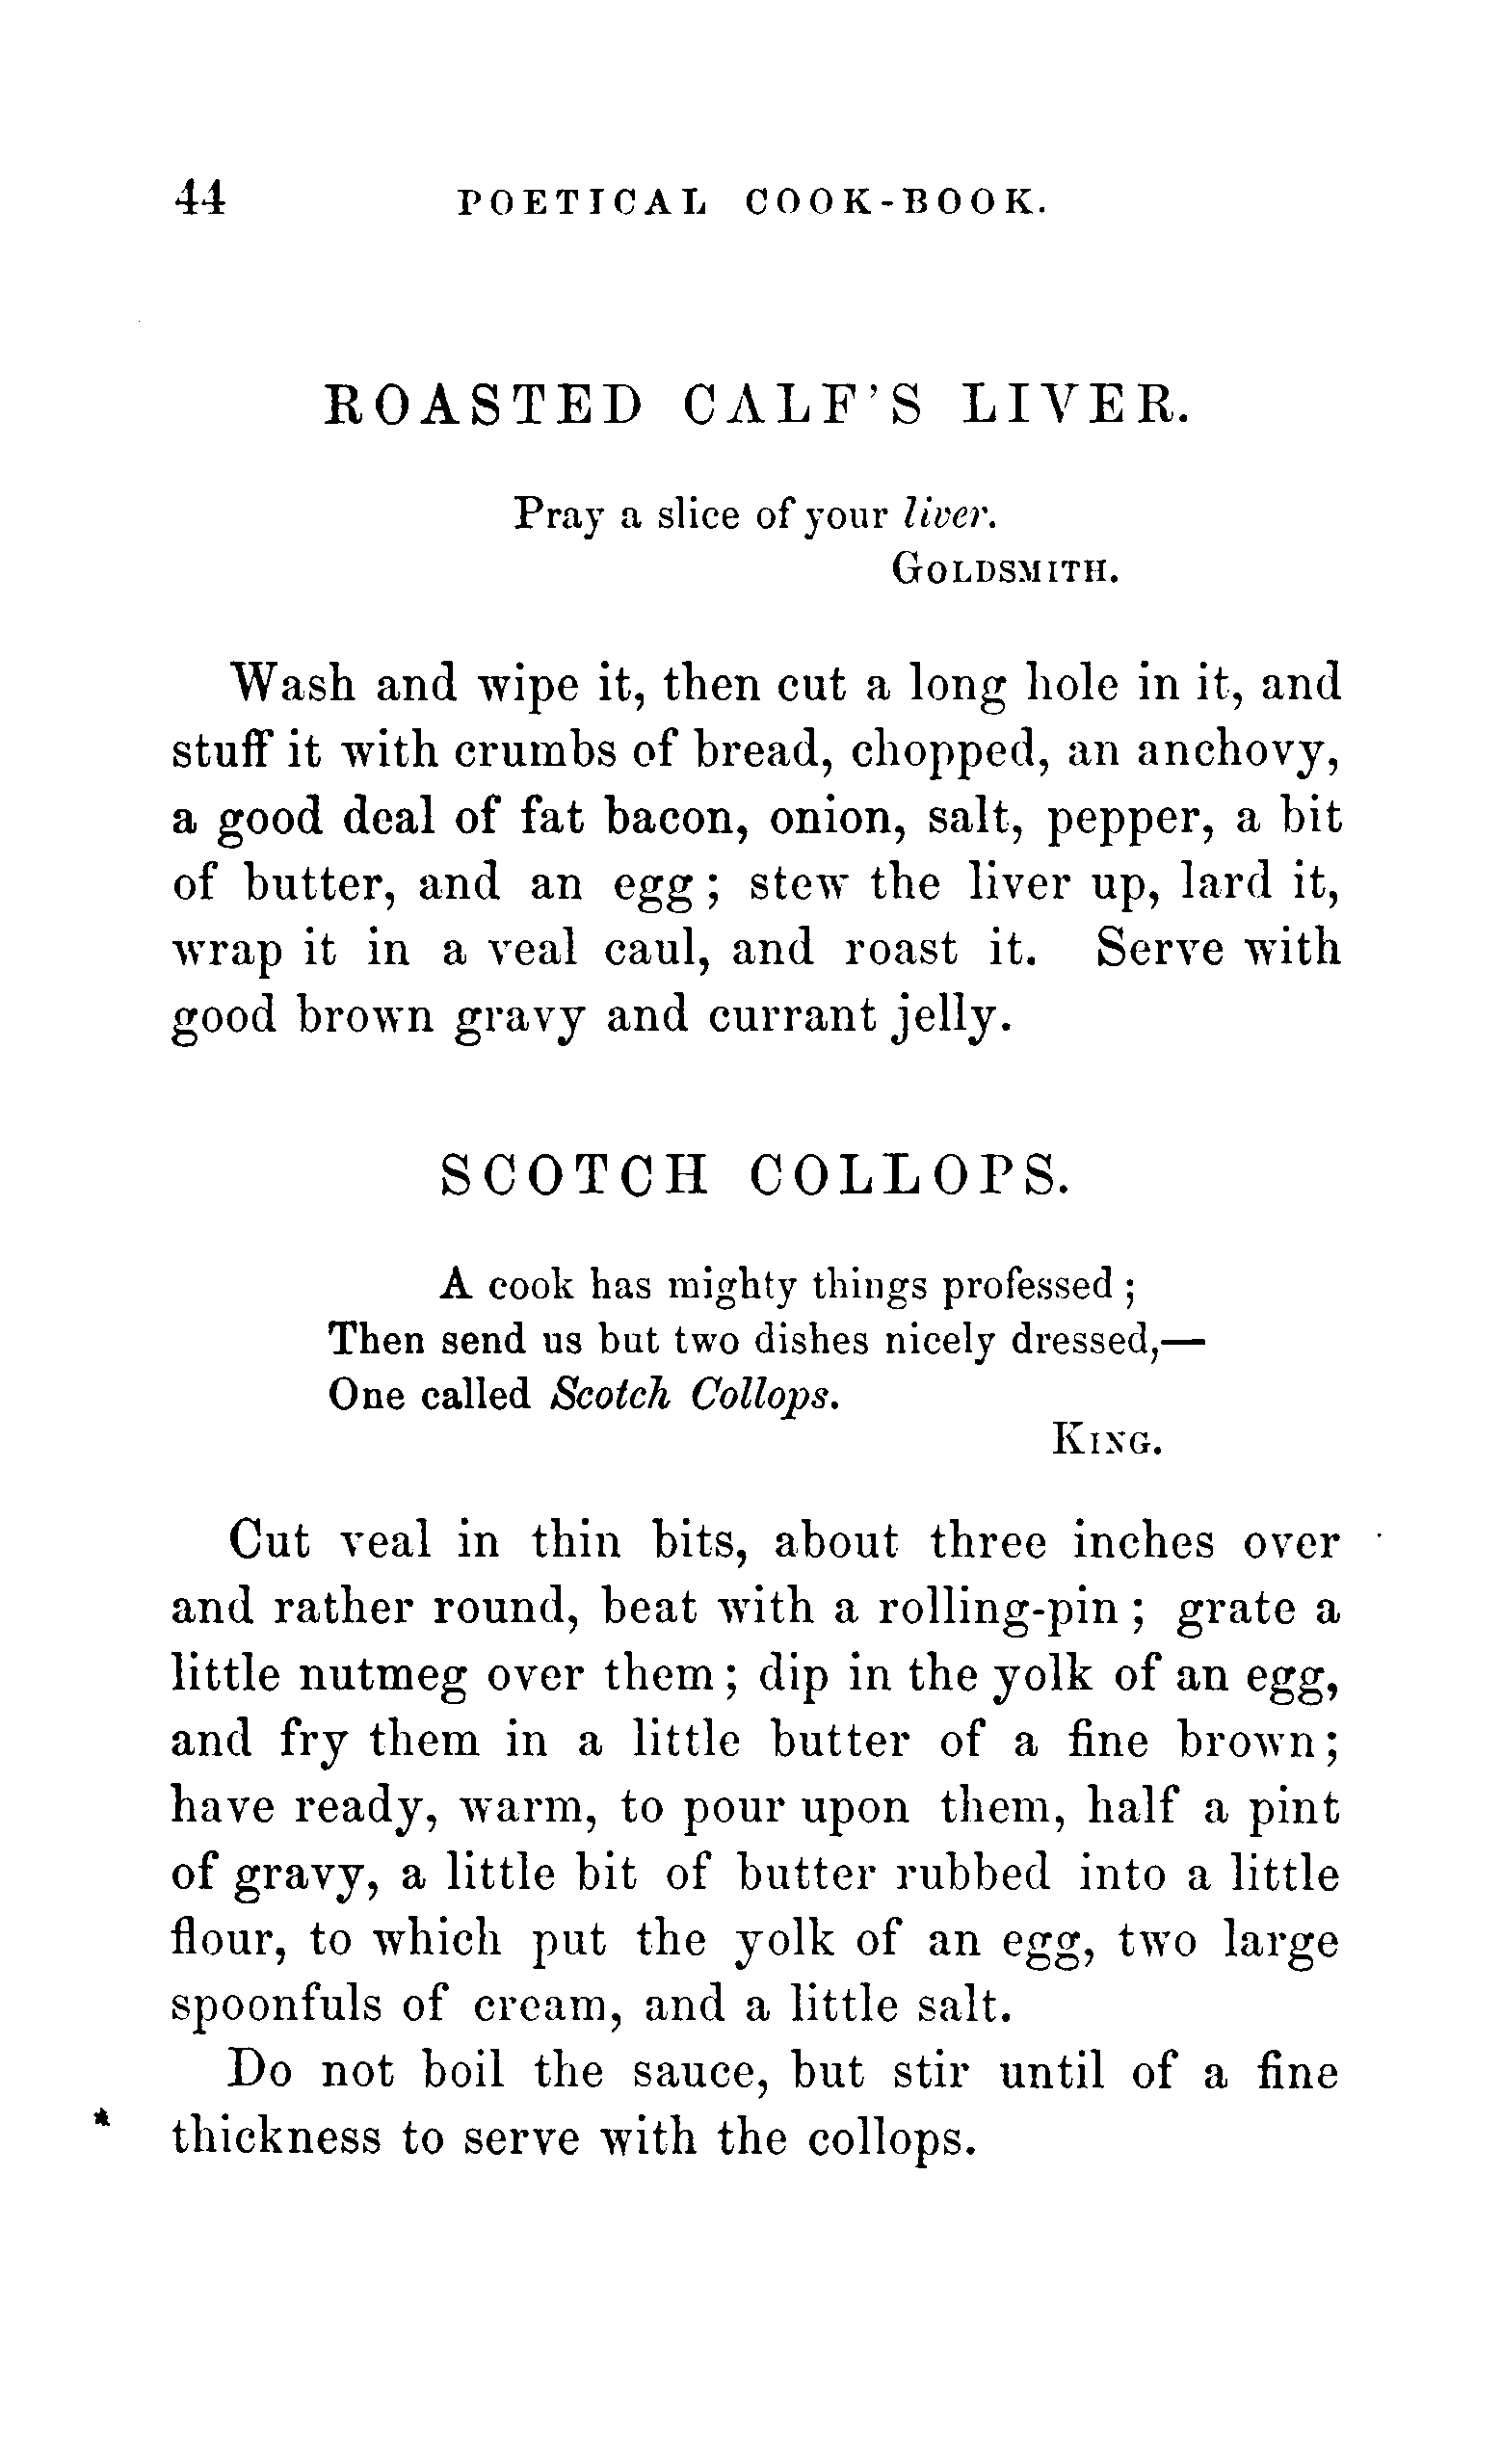 44 POETICAL COOK-BOOK.
ROASTED CALF'S LIVER.
Pray a slice of your liver.
GOLDSMITH.
Wash and wipe it, then cut a long hole in it, and
stuff it with crumbs of bread, chopped, an anchovy,
a good deal of fat bacon, onion, salt, pepper, a bit
of butter, and an egg; stew the liver up, lard it,
wrap it in a veal caul, and roast it. Serve with
good brown gravy and currant jelly.
SCOTCH COLLOPS.
A cook has mighty things professed;
Then send us but two dishes nicely dressed,—
One called Scotch Collops.
KING.
Cut veal in thin bits, about three inches over
and rather round, beat with a rolling-pin; grate a
little nutmeg over them; dip in the yolk of an egg,
and fry them in a little butter of a fine brown;
have ready, warm, to pour upon them, half a pint
of gravy, a little bit of butter rubbed into a little
flour, to which put the yolk of an egg, two large
spoonfuls of cream, and a little salt.
Do not boil the sauce, but stir until of a fine
thickness to serve with the collops.